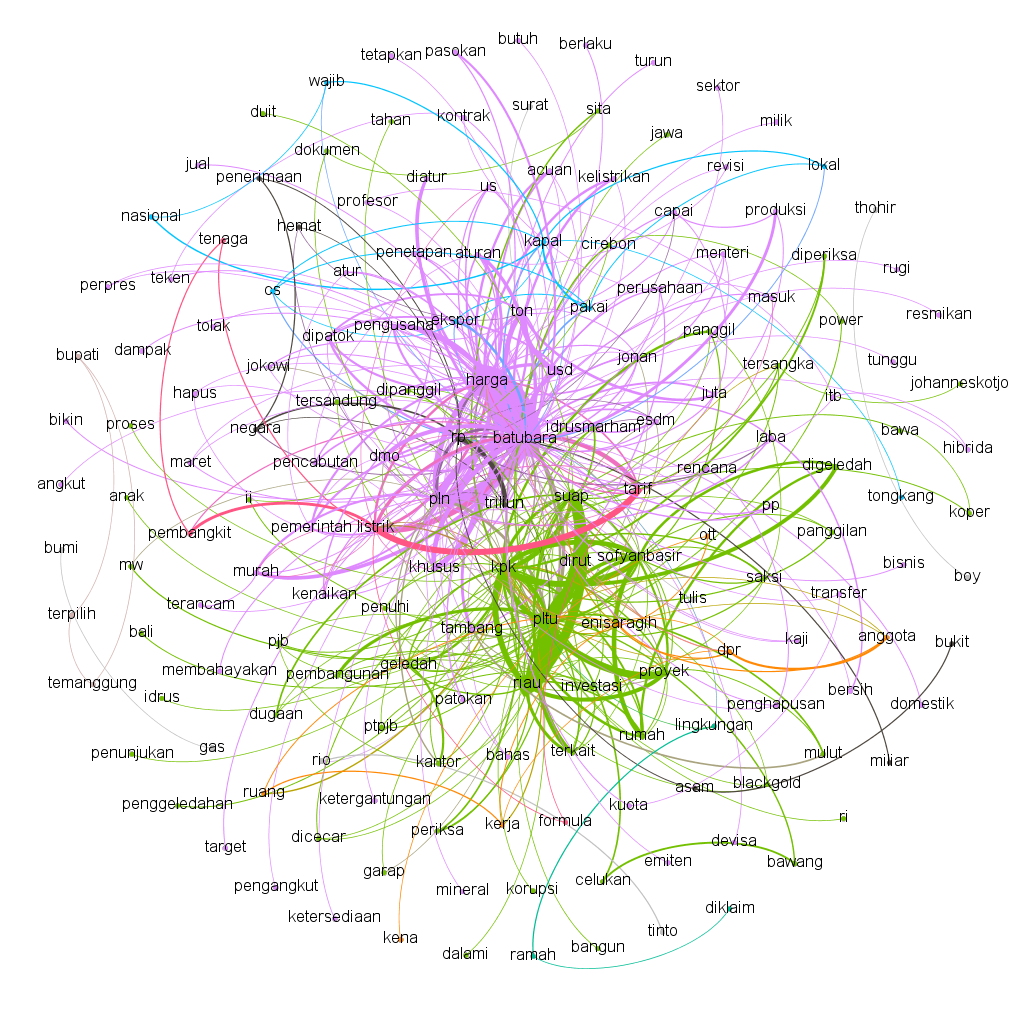 butuh
berlaku
tetapkan
pasokan
turun
wajib
sektor
duit
surat
sita
tahan
kontrak
milik
jawa
dokumen
jual
penerimaan
diatur
us
acuan
kelistrikan
revisi
lokal
profesor
nasional
hemat
capai
produksi
thohir
tenaga
penetapan
aturan
kapal
cirebon
menteri
diperiksa
teken
atur
rugi
perpres
cs
perusahaan
masuk
tolak
dipatok
pengusaha
ekspor
ton
pakai
panggil
power
resmikan
bupati
dampak
jokowi
harga
usd
jonan
tersangka
tunggu
hapus
dipanggil
juta
itb
johanneskotjo
bikin
proses
negara
tersandung
rp
batubara
idrusmarham
esdm
laba
bawa
hibrida
maret
pencabutan
dmo
rencana
digeledah
angkut
anak
ii
pln
triliun
suap
tarif
pp
tongkang
koper
pembangkit
pemerintah
listrik
ott
panggilan
bumi
mw
murah
khusus
kpk
dirut
sofyanbasir
saksi
bisnis
boy
terpilih
terancam
kenaikan
penuhi
tulis
transfer
bali
pjb
tambang
pltu
enisaragih
kaji
anggota
bukit
temanggung
membahayakan
pembangunan
geledah
riau
investasi
proyek
dpr
bersih
idrus
dugaan
patokan
penghapusan
domestik
penunjukan
gas
ptpjb
rio
kantor
bahas
terkait
rumah
lingkungan
mulut
miliar
penggeledahan
ruang
ketergantungan
asam
blackgold
dicecar
periksa
kerja
formula
kuota
ri
target
garap
devisa
pengangkut
mineral
korupsi
celukan
emiten
bawang
ketersediaan
diklaim
kena
tinto
dalami
ramah
bangun